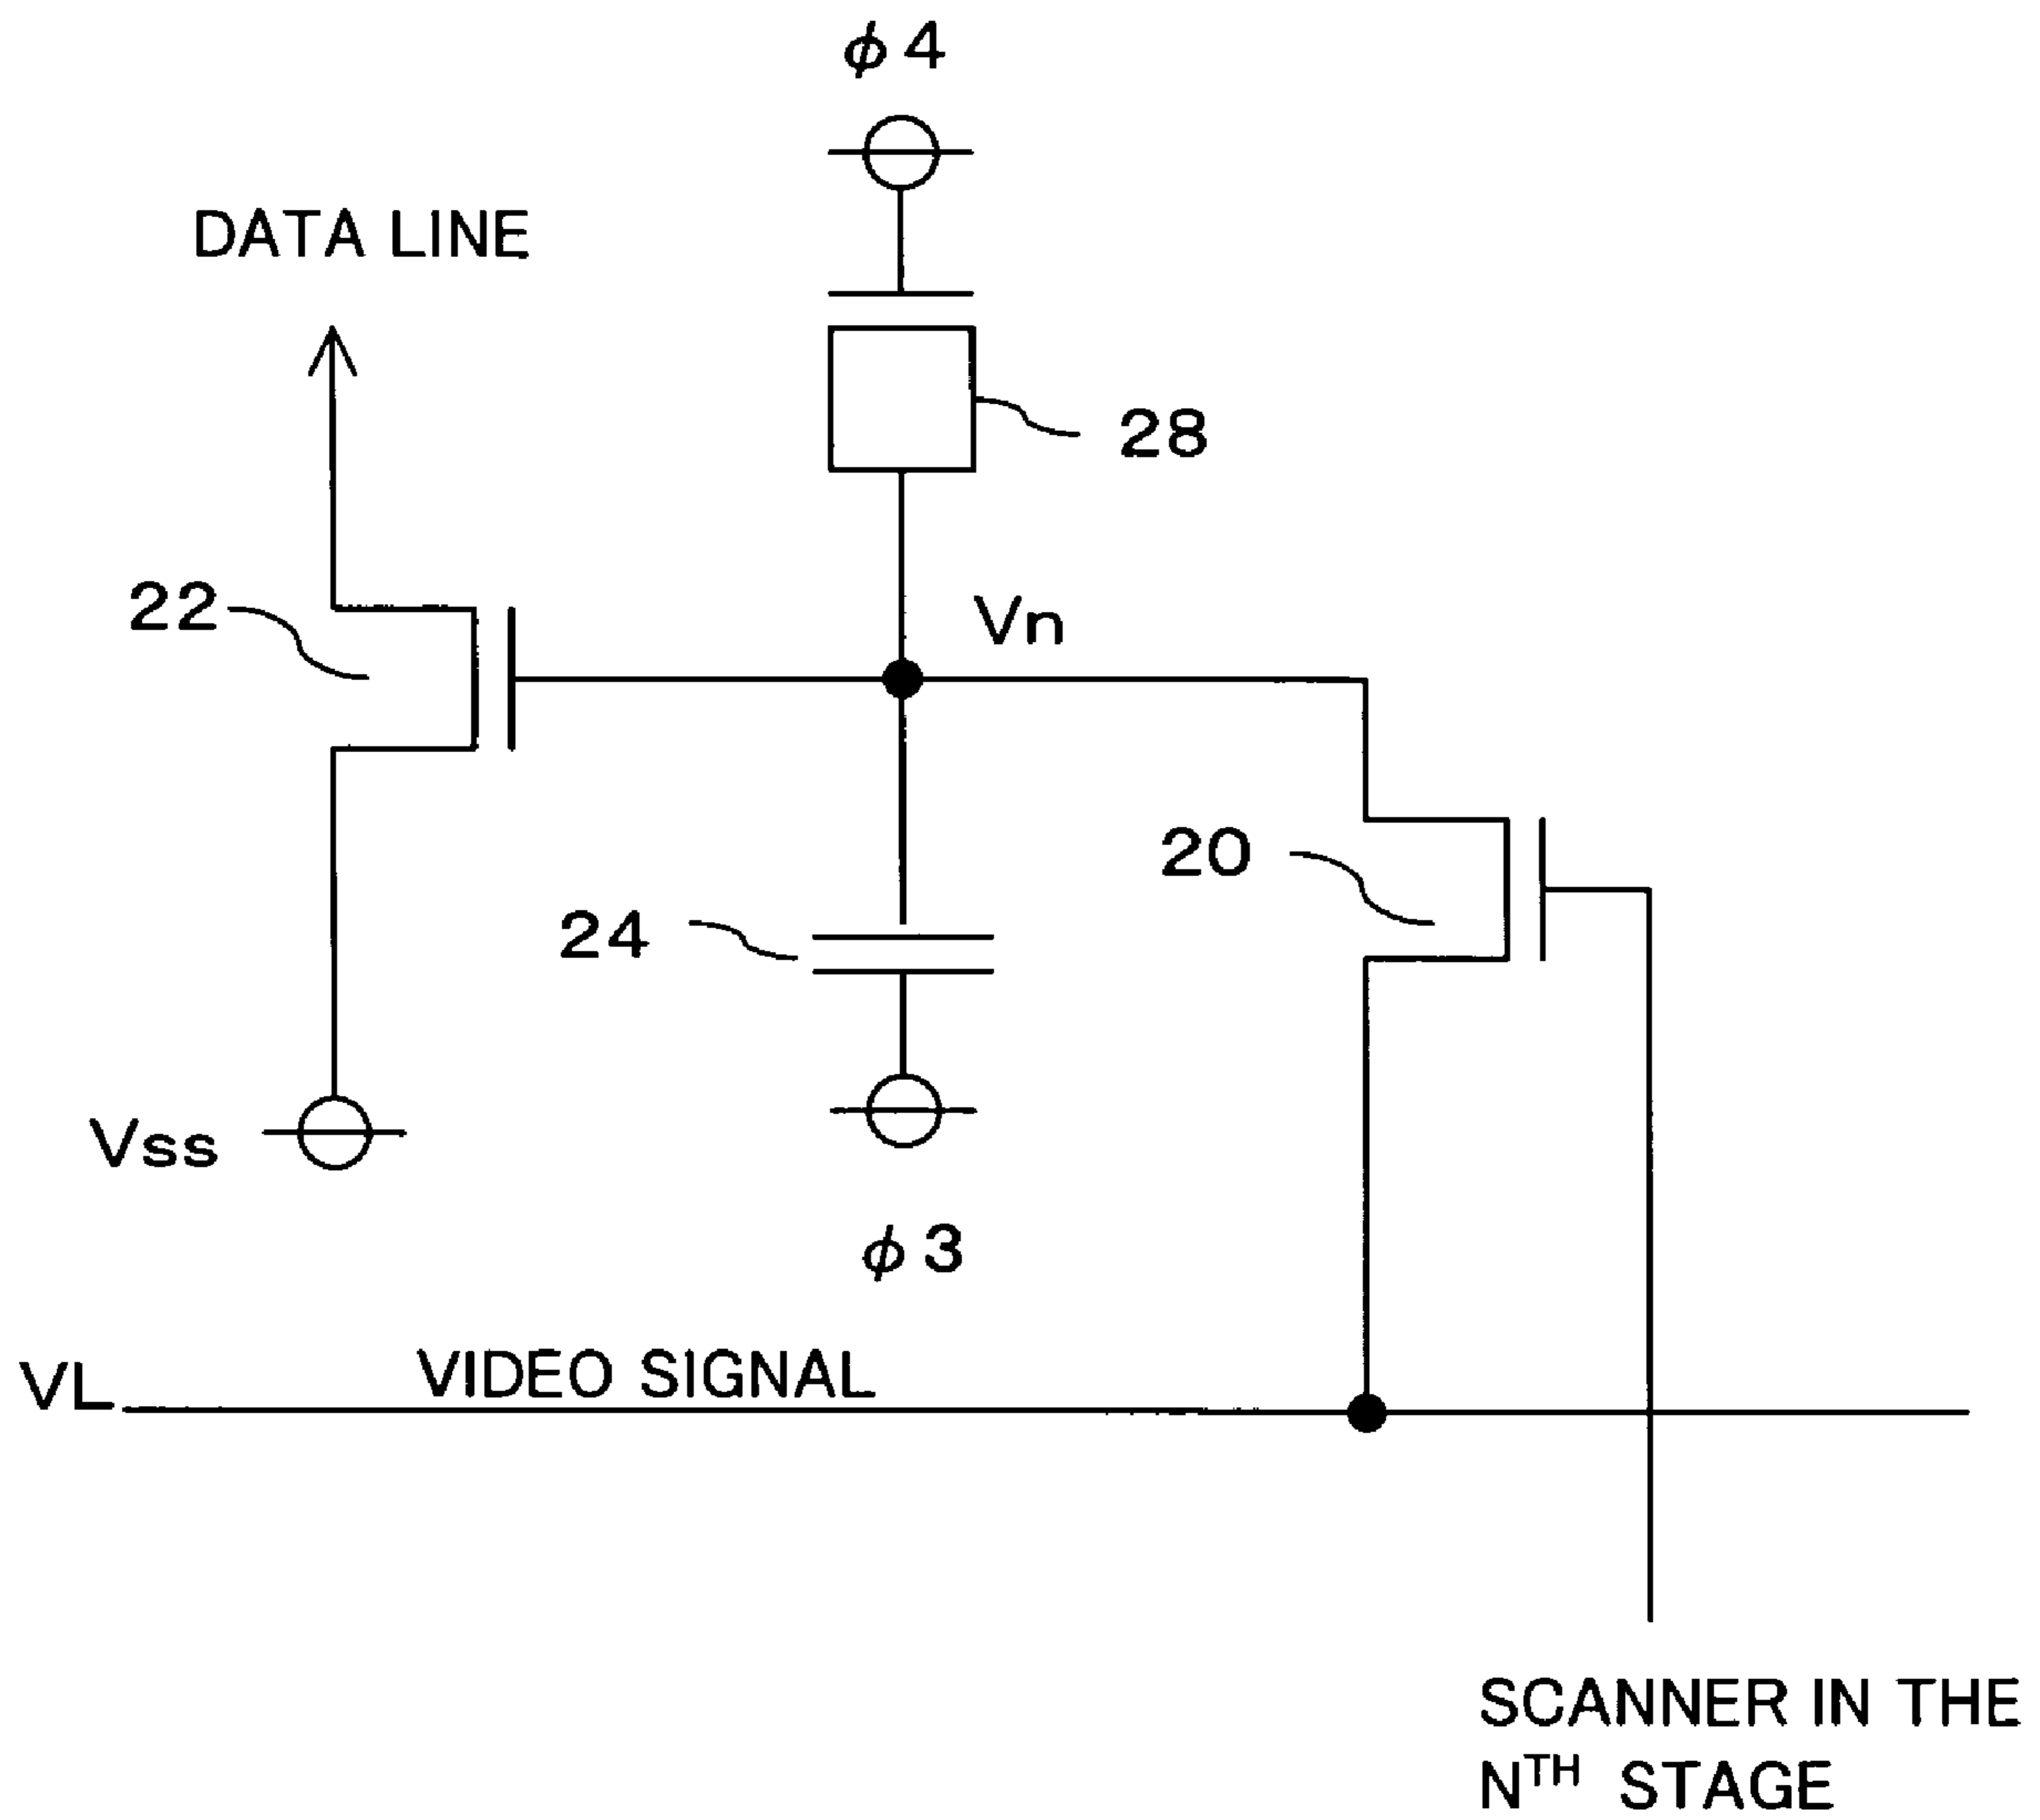 ϕ4
DATA LINE
28
22
Vn
20
24
Vss
ϕ3
VL
VIDEO SIGNAL
SCANNER IN THE
Nᵀᴴ STAGE